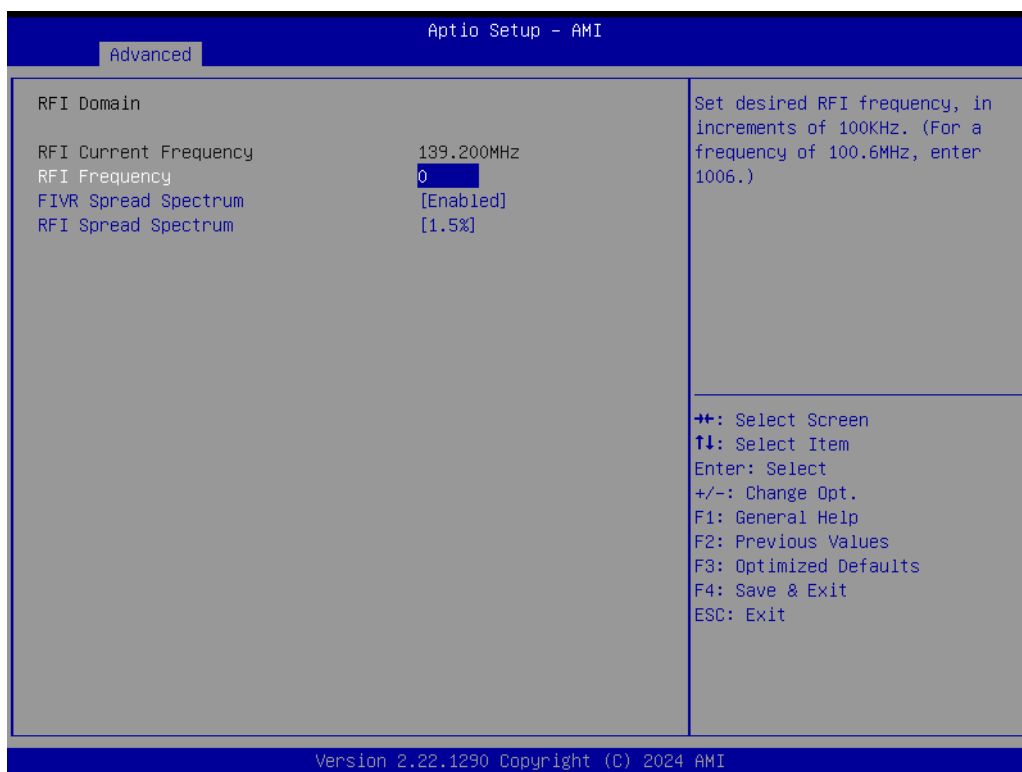 Aptio Setup - AMI
Advanced
RFI Domain
RFI Current Frequency 139.200MHz
RFI Frequency 0
FIVR Spread Spectrum [Enabled]
RFI Spread Spectrum [1.5%]
Set desired RFI frequency, in
increments of 100KHz. (For a
frequency of 100.6MHz, enter
1006.)
→←: Select Screen
↑↓: Select Item
Enter: Select
+/-: Change Opt.
F1: General Help
F2: Previous Values
F3: Optimized Defaults
F4: Save & Exit
ESC: Exit
Version 2.22.1290 Copyright (C) 2024 AMI